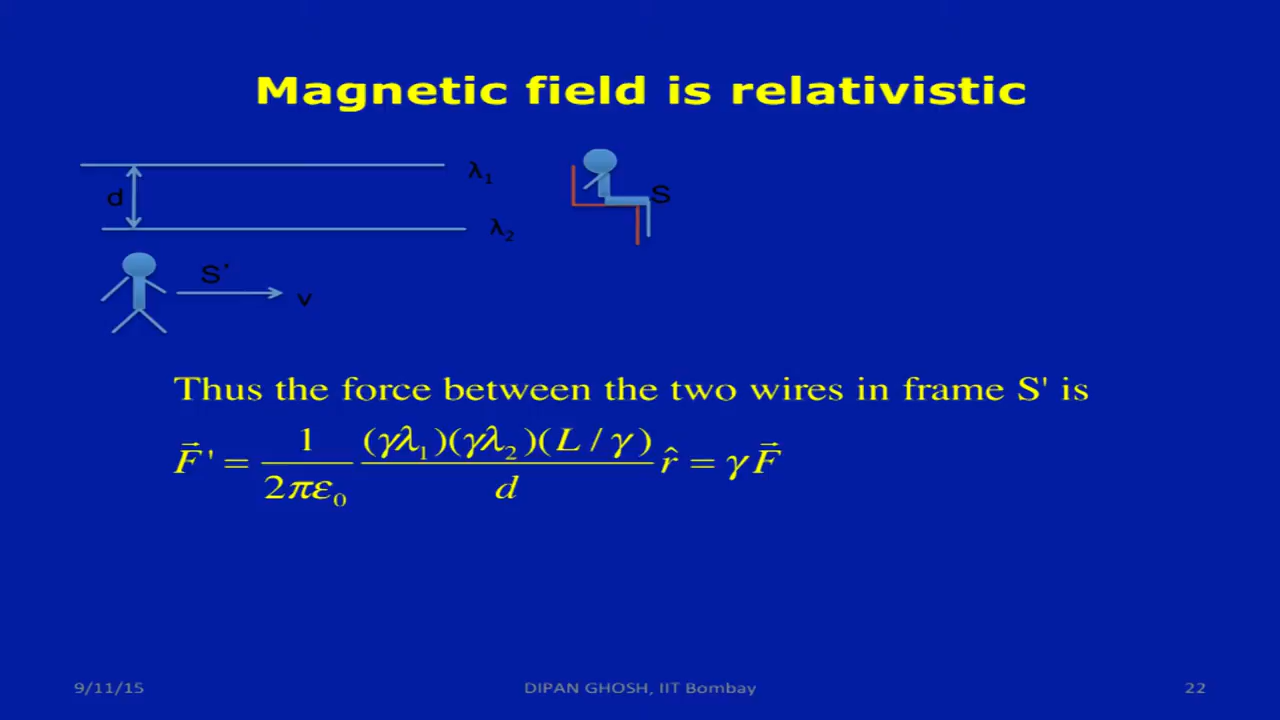 Magnetic field is relativistic
λ₁
d
S
λ₂
S'
v
Thus the force between the two wires in frame S' is
F⃗' = 1/(2πε₀) (γλ₁)(γλ₂)(L/γ)/d r̂ = γF⃗
9/11/15 DIPAN GHOSH, IIT Bombay 22